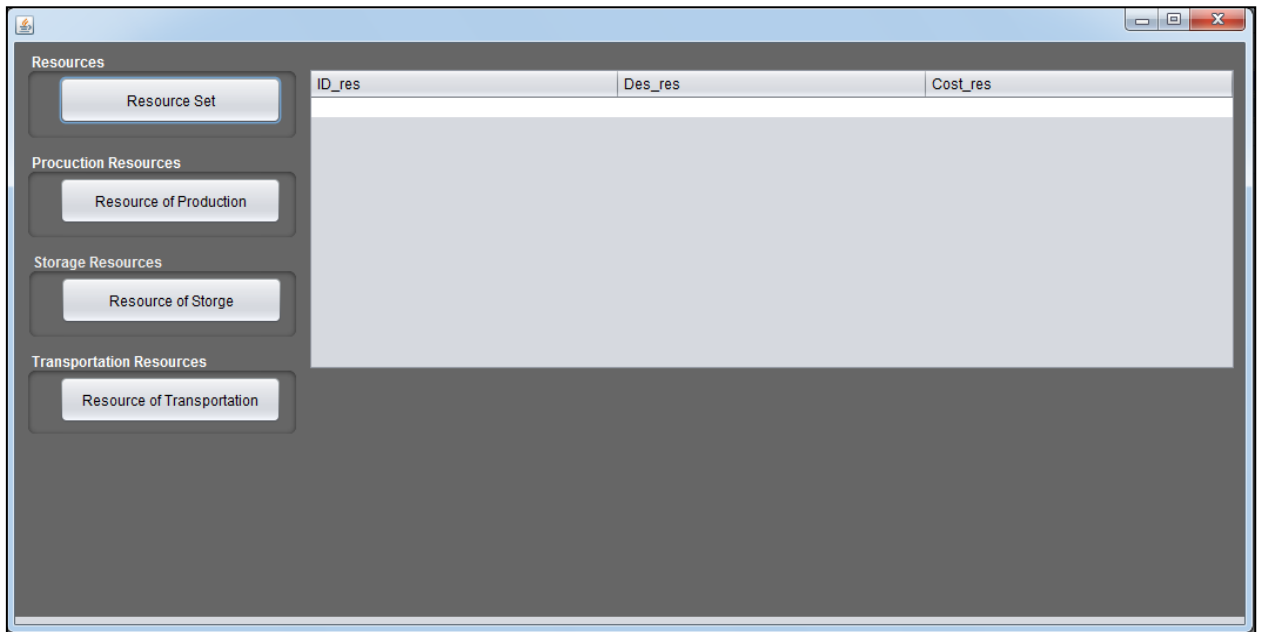 Resources
Resource Set
Procuction Resources
Resource of Production
Storage Resources
Resource of Storge
Transportation Resources
Resource of Transportation
ID_res Des_res Cost_res